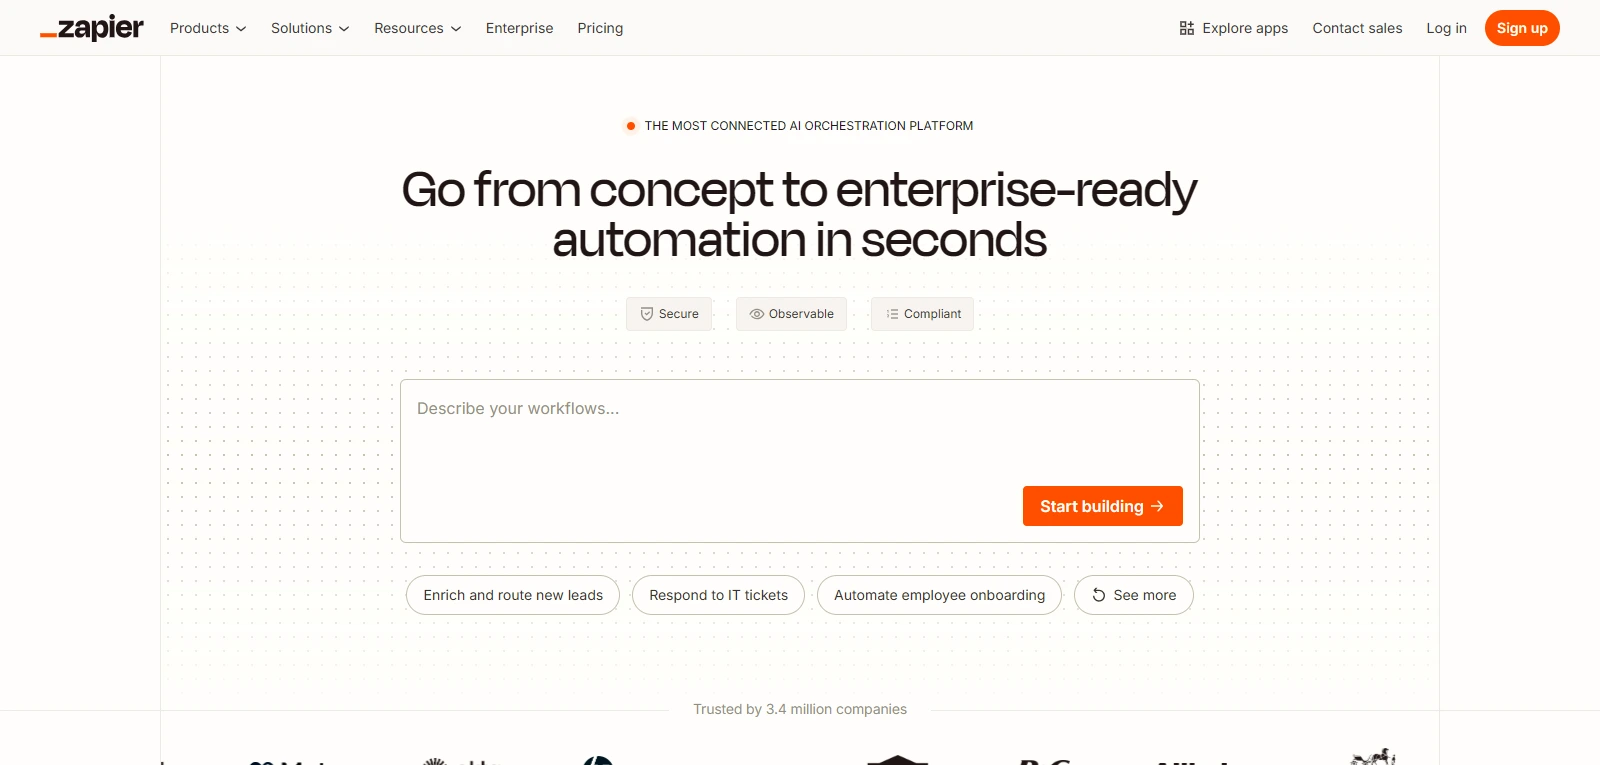 zapier Products Solutions Resources Enterprise Pricing Explore apps Contact sales Log in Sign up
THE MOST CONNECTED AI ORCHESTRATION PLATFORM
Go from concept to enterprise-ready
automation in seconds
Secure Observable Compliant
Describe your workflows...
Start building
Enrich and route new leads Respond to IT tickets Automate employee onboarding See more
Trusted by 3.4 million companies